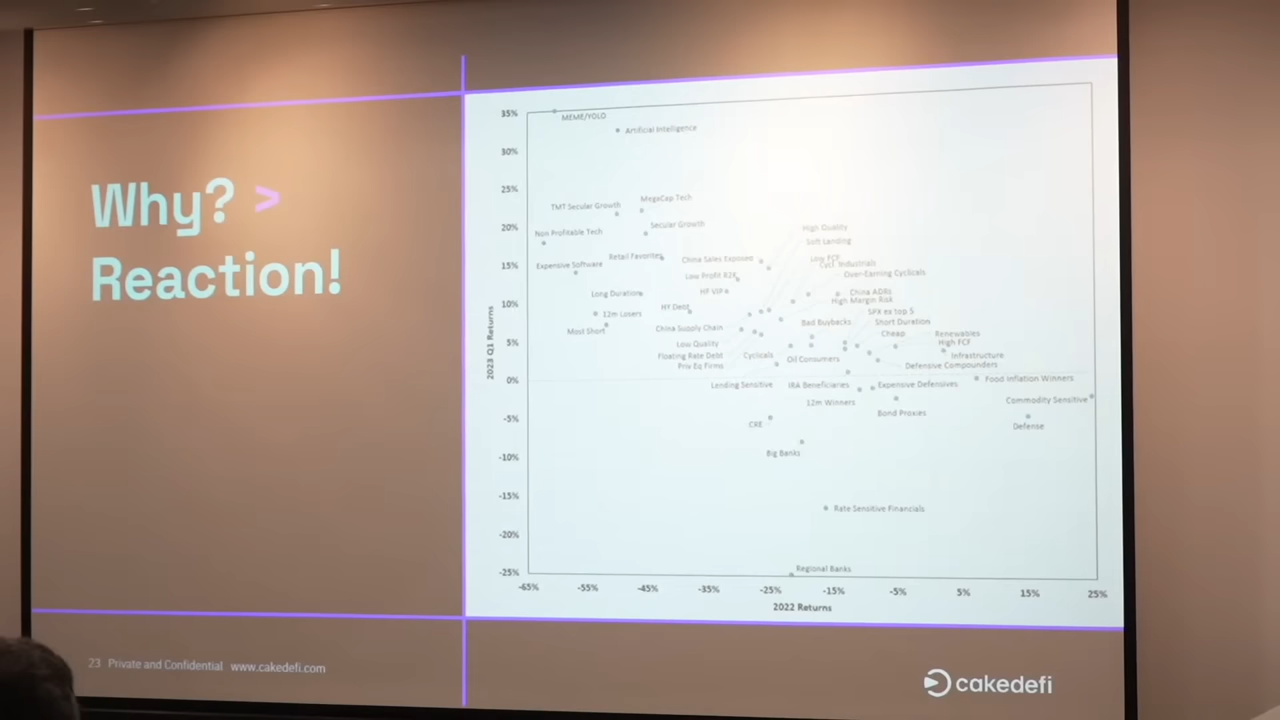 Why? >
Reaction!
35%
30%
25%
20%
15%
10%
5%
0%
-5%
-10%
-15%
-20%
-25%
2023 Q1 Returns
MEME/YOLO
Artificial Intelligence
MegaCap Tech
TMT Secular Growth
Secular Growth
Non Profitable Tech
High Quality
Soft Landing
Retail Favorites
China Sales Exposed
Low FCF
Cycl. Industrials
Expensive Software
Over-Earning Cyclicals
Low Profit R2K
HF VIP
China ADRs
Long Duration
High Margin Risk
HY Debt
SPX ex top 5
12m Losers
Bad Buybacks
Short Duration
Most Short
China Supply Chain
Cheap
Renewables
Low Quality
High FCF
Floating Rate Debt
Cyclicals
Oil Consumers
Infrastructure
Priv Eq Firms
Defensive Compounders
Lending Sensitive
IRA Beneficiaries
Expensive Defensives
Food Inflation Winners
12m Winners
Commodity Sensitive
Bond Proxies
CRE
Defense
Big Banks
Rate Sensitive Financials
Regional Banks
-65%
-55%
-45%
-35%
-25%
-15%
-5%
5%
15%
25%
2022 Returns
23 Private and Confidential www.cakedefi.com
cakedefi